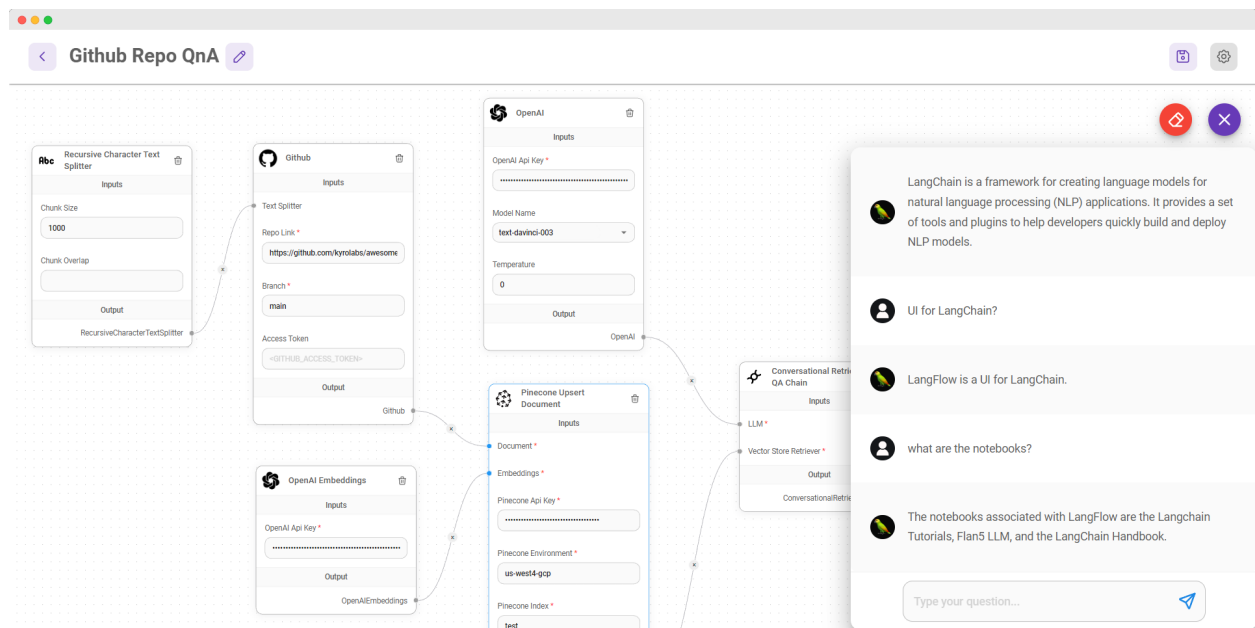 Github Repo QnA
Abc
Recursive Character Text
Splitter
Inputs
Chunk Size
1000
Chunk Overlap
Output
RecursiveCharacterTextSplitter
Github
Inputs
Text Splitter
Repo Link *
https://github.com/kyrolabs/awesome
Branch *
main
Access Token
<GITHUB_ACCESS_TOKEN>
Output
Github
OpenAI Embeddings
Inputs
OpenAI Api Key *
Output
OpenAIEmbeddings
OpenAI
Inputs
OpenAI Api Key *
Model Name
text-davinci-003
Temperature
0
Output
OpenAI
Pinecone Upsert
Document
Inputs
Document *
Embeddings *
Pinecone Api Key *
Pinecone Environment *
us-west4-gcp
Pinecone Index *
test
Conversational Retri
QA Chain
Inputs
LLM *
Vector Store Retriever *
Output
ConversationalRetrie
LangChain is a framework for creating language models for
natural language processing (NLP) applications. It provides a set
of tools and plugins to help developers quickly build and deploy
NLP models.
UI for LangChain?
LangFlow is a UI for LangChain.
what are the notebooks?
The notebooks associated with LangFlow are the Langchain
Tutorials, Flan5 LLM, and the LangChain Handbook.
Type your question...